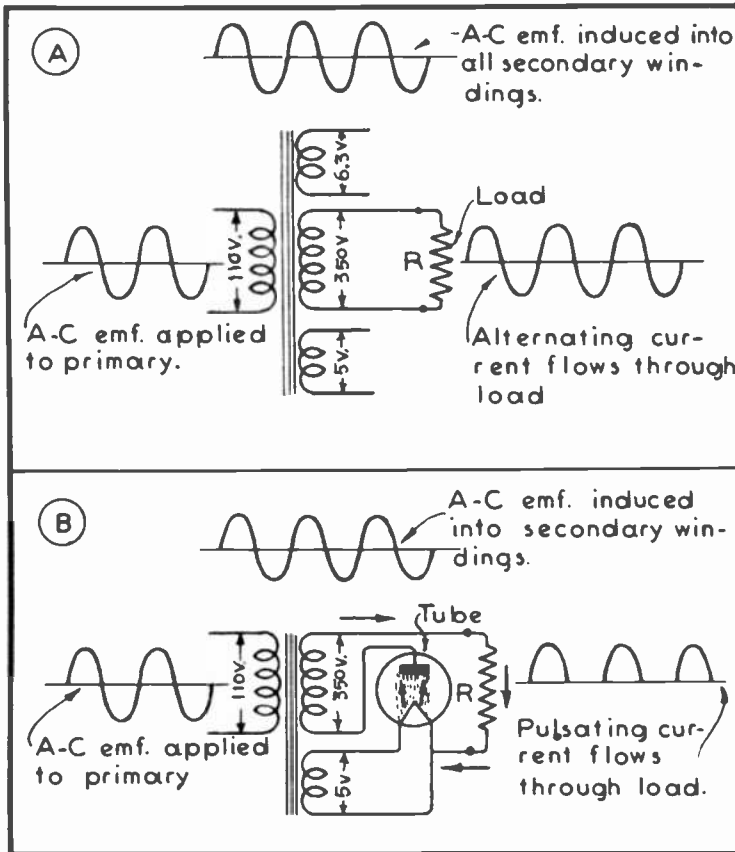 A
-A-C emf. induced into
all secondary win-
dings.
6.3V.
Load
110V.
350V.
R
A-C emf. applied
to primary.
5V.
Alternating cur-
rent flows through
load
B
A-C emf. induced
into secondary win-
dings.
Tube
110V.
350V.
R
A-C emf. applied
to primary
5V
Pulsating cur-
rent flows
through load.